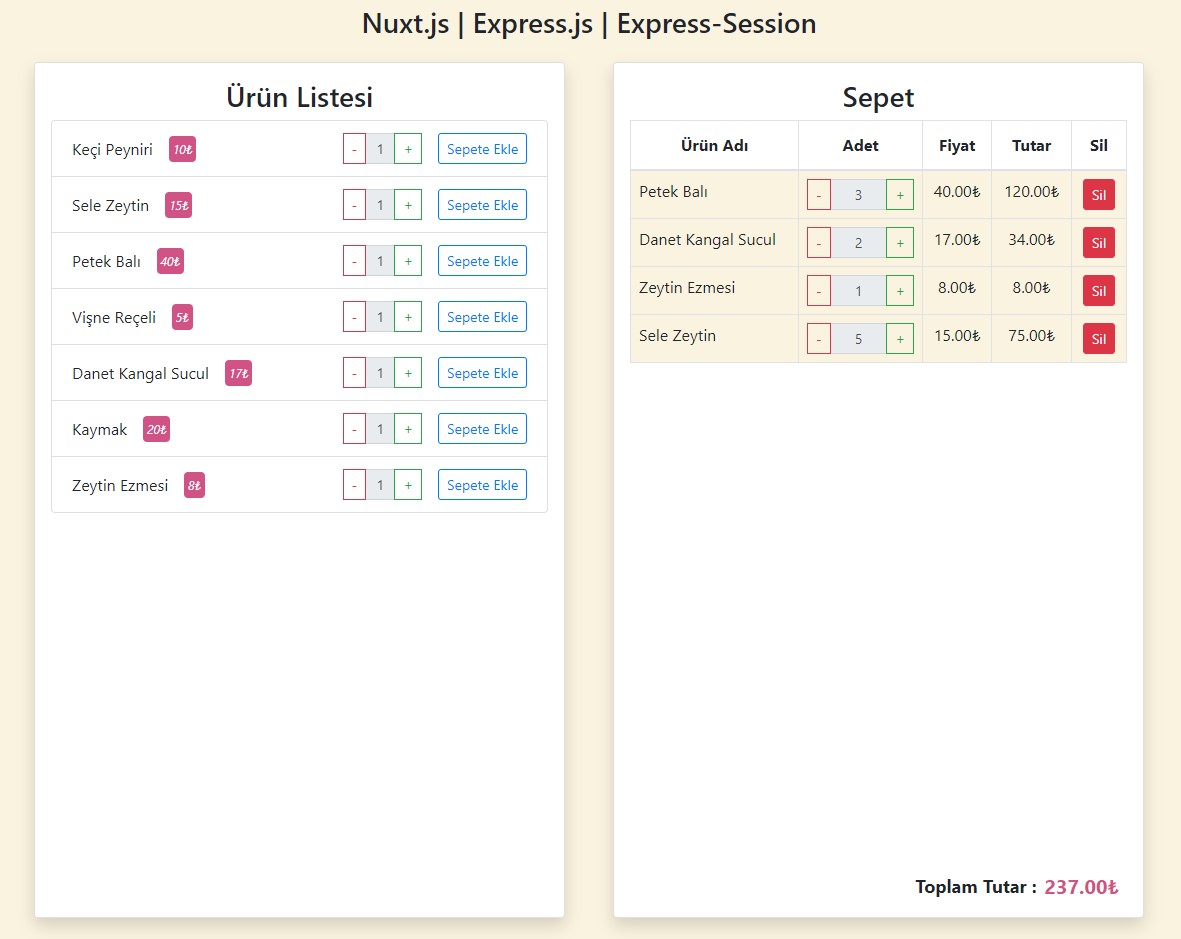 Nuxt.js | Express.js | Express-Session
Ürün Listesi
Keçi Peyniri 10₺ - 1 + Sepete Ekle
Sele Zeytin 15₺ - 1 + Sepete Ekle
Petek Balı 40₺ - 1 + Sepete Ekle
Vişne Reçeli 5₺ - 1 + Sepete Ekle
Danet Kangal Sucul 17₺ - 1 + Sepete Ekle
Kaymak 20₺ - 1 + Sepete Ekle
Zeytin Ezmesi 8₺ - 1 + Sepete Ekle
Sepet
Ürün Adı Adet Fiyat Tutar Sil
Petek Balı - 3 + 40.00₺ 120.00₺ Sil
Danet Kangal Sucul - 2 + 17.00₺ 34.00₺ Sil
Zeytin Ezmesi - 1 + 8.00₺ 8.00₺ Sil
Sele Zeytin - 5 + 15.00₺ 75.00₺ Sil
Toplam Tutar : 237.00₺